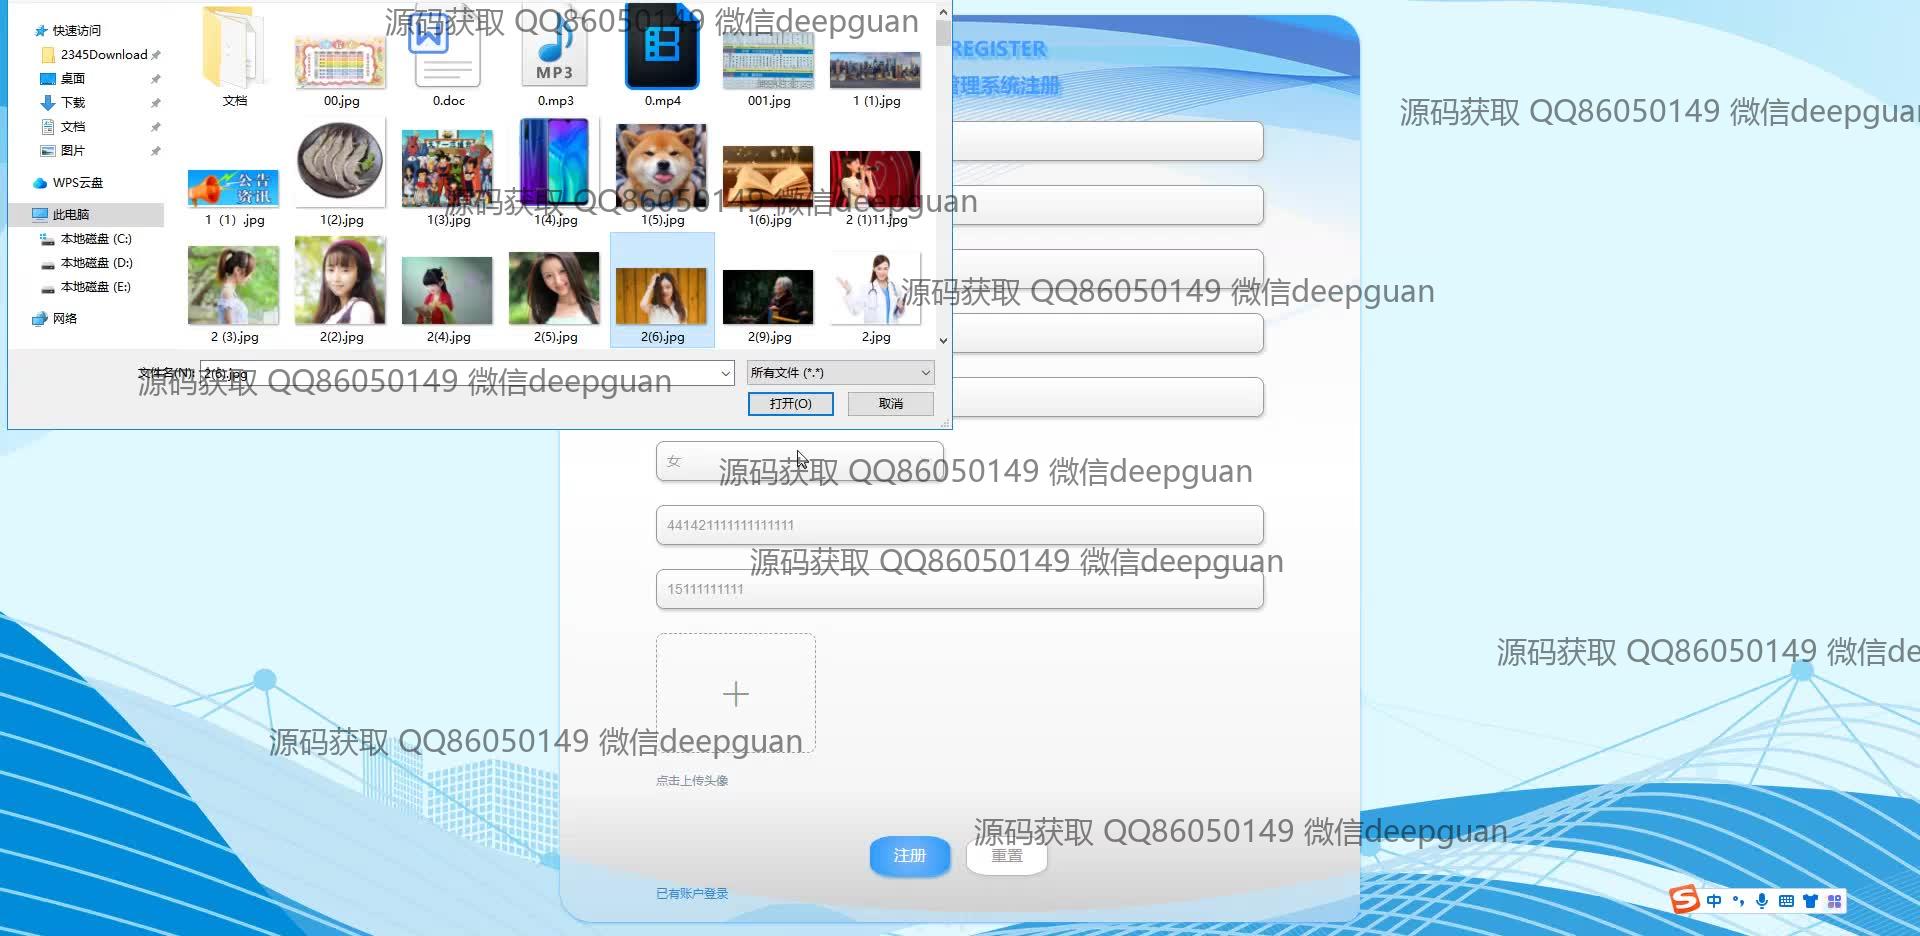 快速访问
2345Download
桌面
下载
文档
图片
WPS云盘
此电脑
本地磁盘 (C:)
本地磁盘 (D:)
本地磁盘 (E:)
网络
文档
00.jpg
0.doc
MP3
0.mp3
0.mp4
001.jpg
1 (1).jpg
公告
资讯
1（1）.jpg
1(2).jpg
1(3).jpg
1(4).jpg
1(5).jpg
1(6).jpg
2 (1)11.jpg
2 (3).jpg
2(2).jpg
2(4).jpg
2(5).jpg
2(6).jpg
2(9).jpg
2.jpg
文件名(N):
2(6).jpg
所有文件 (*.*)
打开(O)
取消
REGISTER
管理系统注册
女
441421111111111111
15111111111
点击上传头像
注册
重置
已有账户登录
源码获取 QQ86050149 微信deepguan
源码获取 QQ86050149 微信deepguan
源码获取 QQ86050149 微信deepguan
源码获取 QQ86050149 微信deepguan
源码获取 QQ86050149 微信deepguan
源码获取 QQ86050149 微信deepguan
源码获取 QQ86050149 微信deepguan
源码获取 QQ86050149 微信de
源码获取 QQ86050149 微信deepguan
源码获取 QQ86050149 微信deepguan
中